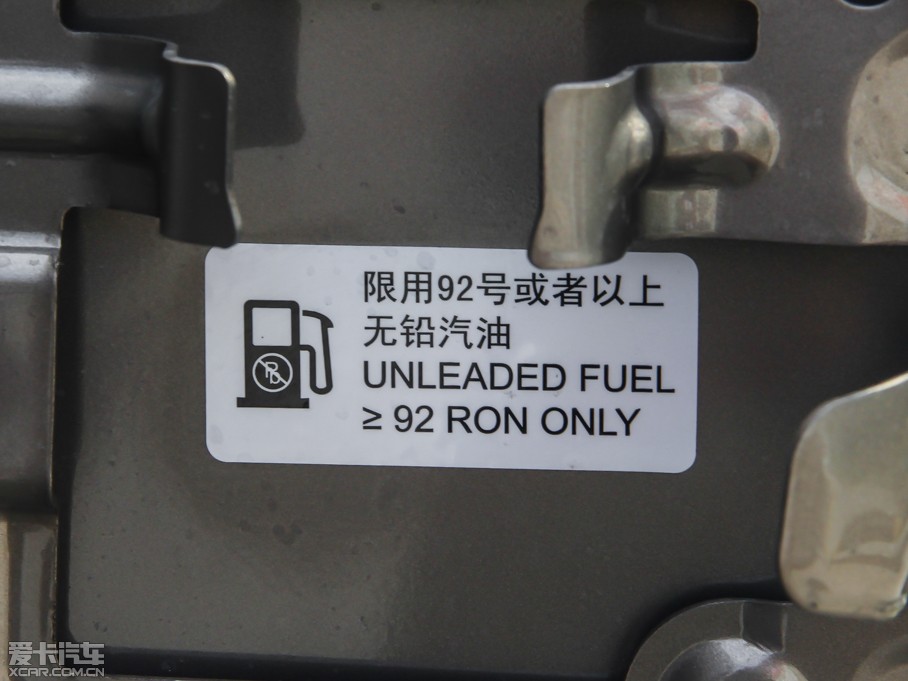 限用92号或者以上
无铅汽油
UNLEADED FUEL
≥ 92 RON ONLY
Pb
爱卡汽车
XCAR.COM.CN